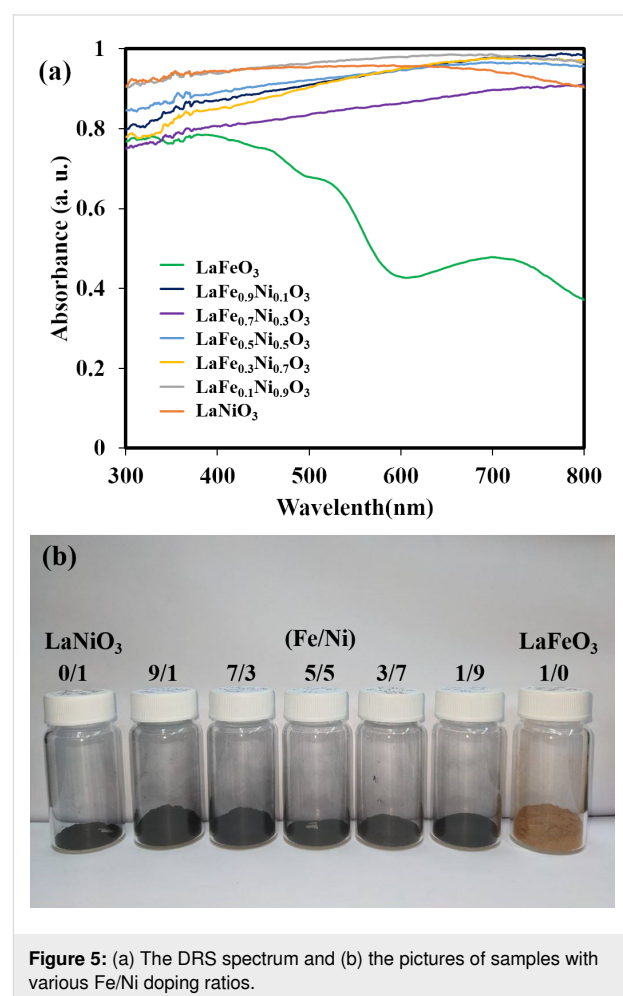 (a)
1
0.8
0.6
0.4
0.2
0
Absorbance (a. u.)
LaFeO₃
LaFe₀.₉Ni₀.₁O₃
LaFe₀.₇Ni₀.₃O₃
LaFe₀.₅Ni₀.₅O₃
LaFe₀.₃Ni₀.₇O₃
LaFe₀.₁Ni₀.₉O₃
LaNiO₃
300 400 500 600 700 800
Wavelenth(nm)
(b)
LaNiO₃ (Fe/Ni) LaFeO₃
0/1 9/1 7/3 5/5 3/7 1/9 1/0
Figure 5: (a) The DRS spectrum and (b) the pictures of samples with
various Fe/Ni doping ratios.